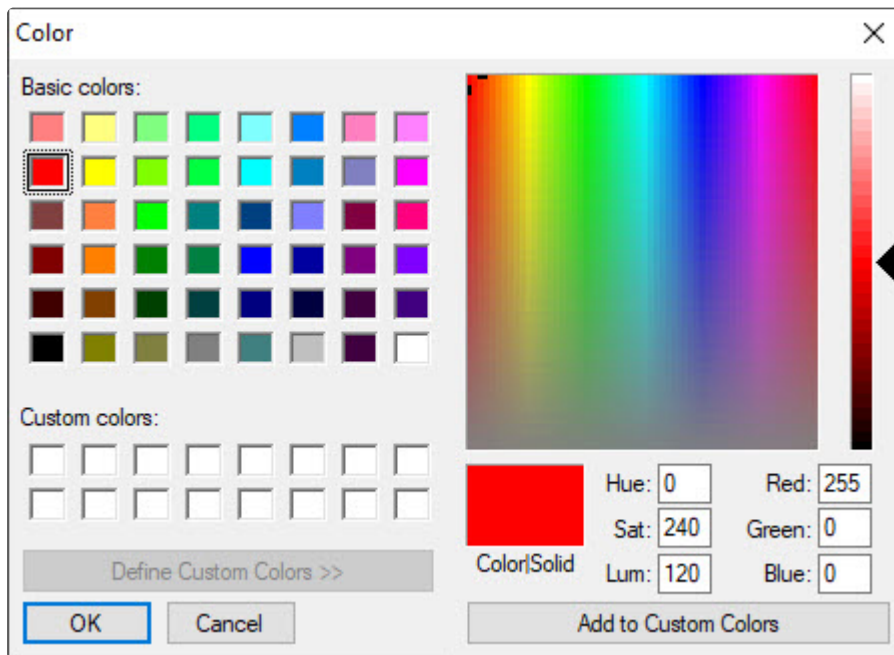 Color
Basic colors:
Custom colors:
Define Custom Colors >>
OK
Cancel
Color|Solid
Hue: 0
Red: 255
Sat: 240
Green: 0
Lum: 120
Blue: 0
Add to Custom Colors